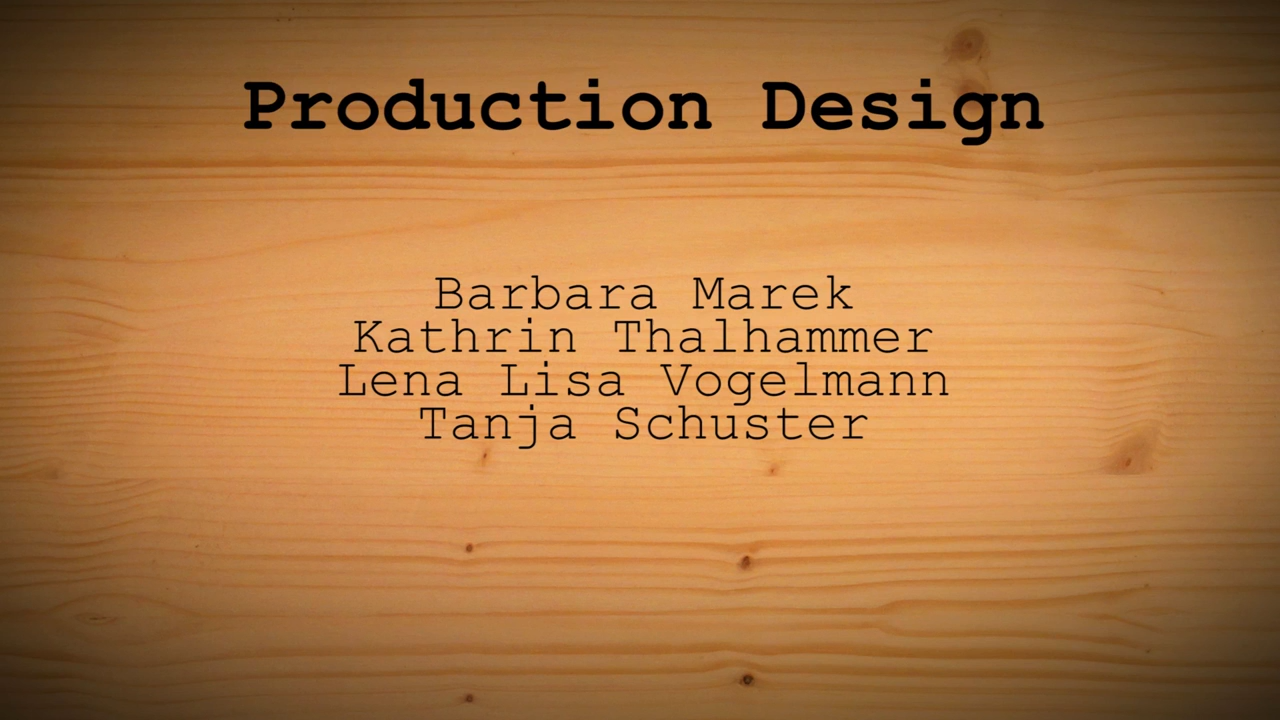 Production Design
Barbara Marek
Kathrin Thalhammer
Lena Lisa Vogelmann
Tanja Schuster